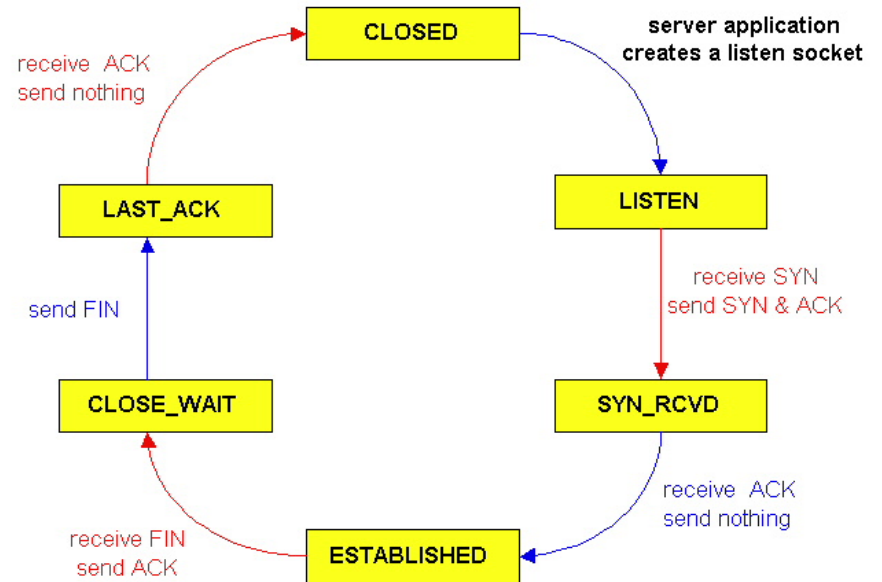 CLOSED
server application
creates a listen socket
LISTEN
receive SYN
send SYN & ACK
SYN_RCVD
receive ACK
send nothing
ESTABLISHED
receive FIN
send ACK
CLOSE_WAIT
send FIN
LAST_ACK
receive ACK
send nothing